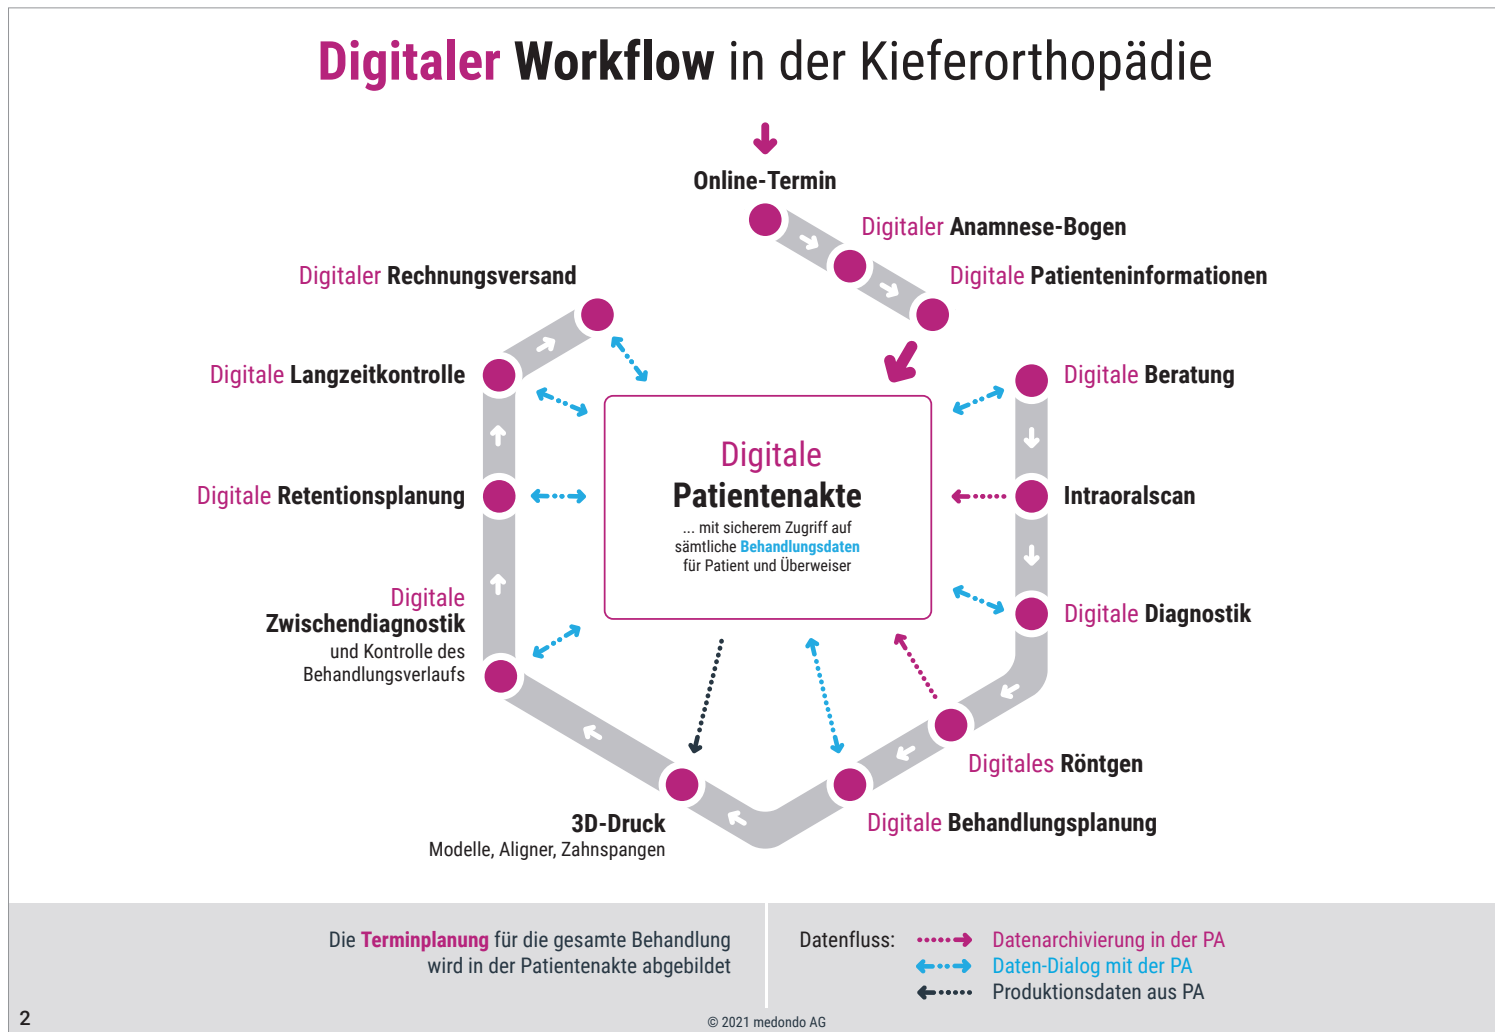 Digitaler Workflow in der Kieferorthopädie
Online-Termin
Digitaler Anamnese-Bogen
Digitale Patienteninformationen
Digitaler Rechnungsversand
Digitale Langzeitkontrolle
Digitale Beratung
Digitale Retentionsplanung
Intraoralscan
Digitale
Patientenakte
... mit sicherem Zugriff auf
sämtliche Behandlungsdaten
für Patient und Überweiser
Digitale
Zwischendiagnostik
und Kontrolle des
Behandlungsverlaufs
Digitale Diagnostik
Digitales Röntgen
Digitale Behandlungsplanung
3D-Druck
Modelle, Aligner, Zahnspangen
Die Terminplanung für die gesamte Behandlung
wird in der Patientenakte abgebildet
Datenfluss:
Datenarchivierung in der PA
Daten-Dialog mit der PA
Produktionsdaten aus PA
2
© 2021 medondo AG